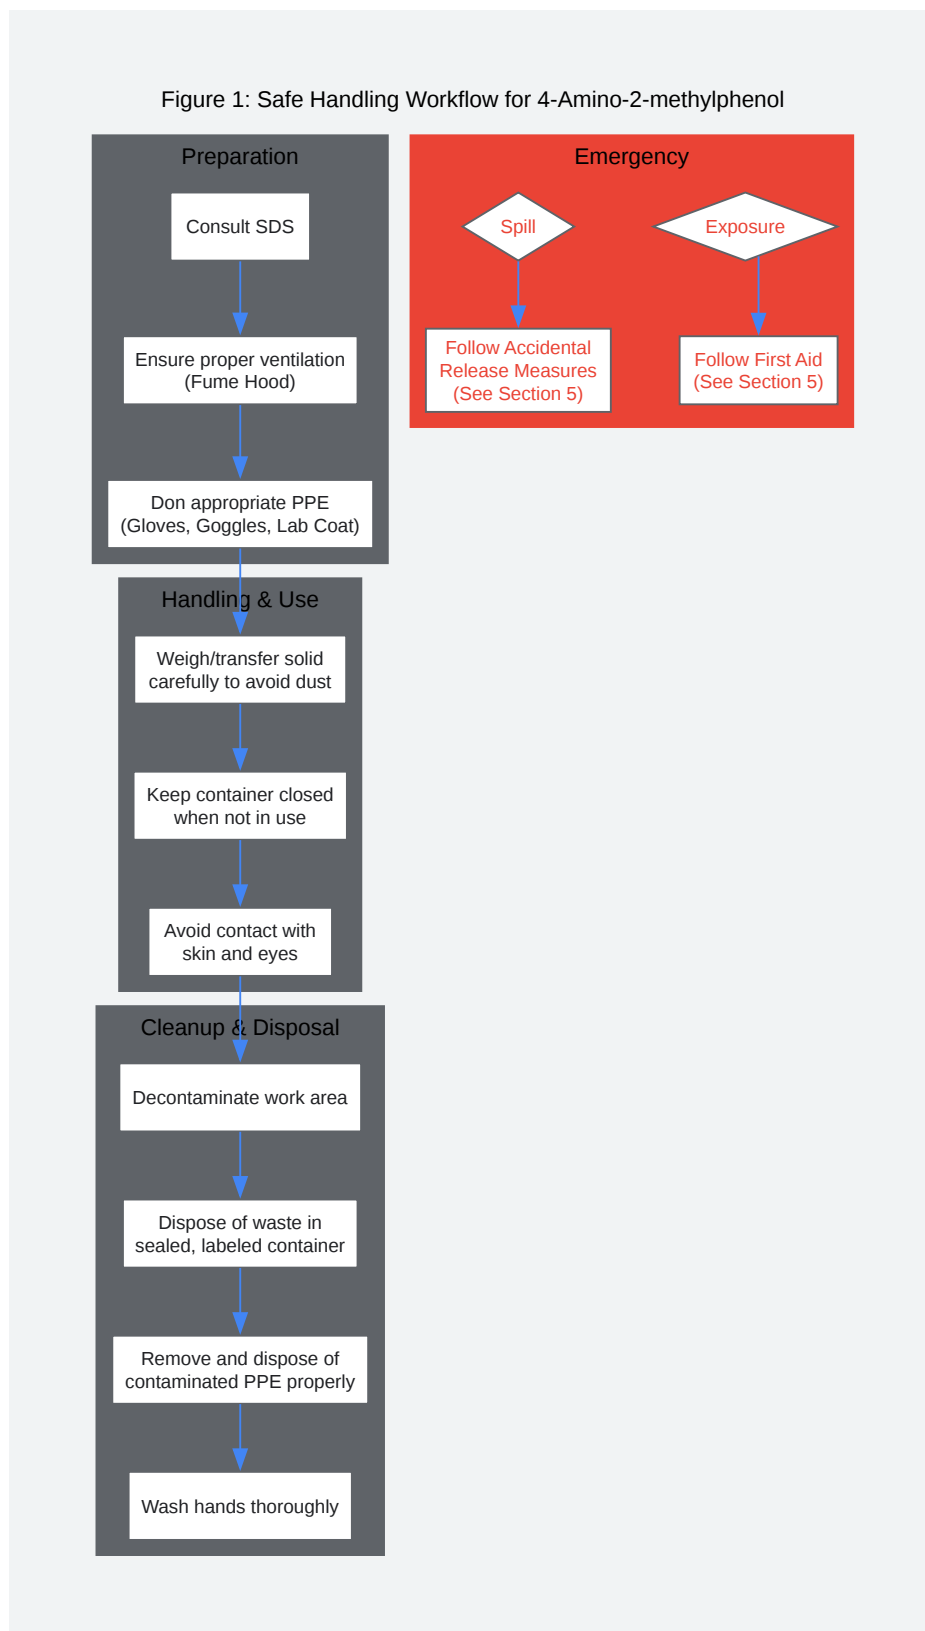 Figure 1: Safe Handling Workflow for 4-Amino-2-methylphenol
Preparation
Consult SDS
Ensure proper ventilation
(Fume Hood)
Don appropriate PPE
(Gloves, Goggles, Lab Coat)
Handling & Use
Weigh/transfer solid
carefully to avoid dust
Keep container closed
when not in use
Avoid contact with
skin and eyes
Cleanup & Disposal
Decontaminate work area
Dispose of waste in
sealed, labeled container
Remove and dispose of
contaminated PPE properly
Wash hands thoroughly
Emergency
Spill
Follow Accidental
Release Measures
(See Section 5)
Exposure
Follow First Aid
(See Section 5)